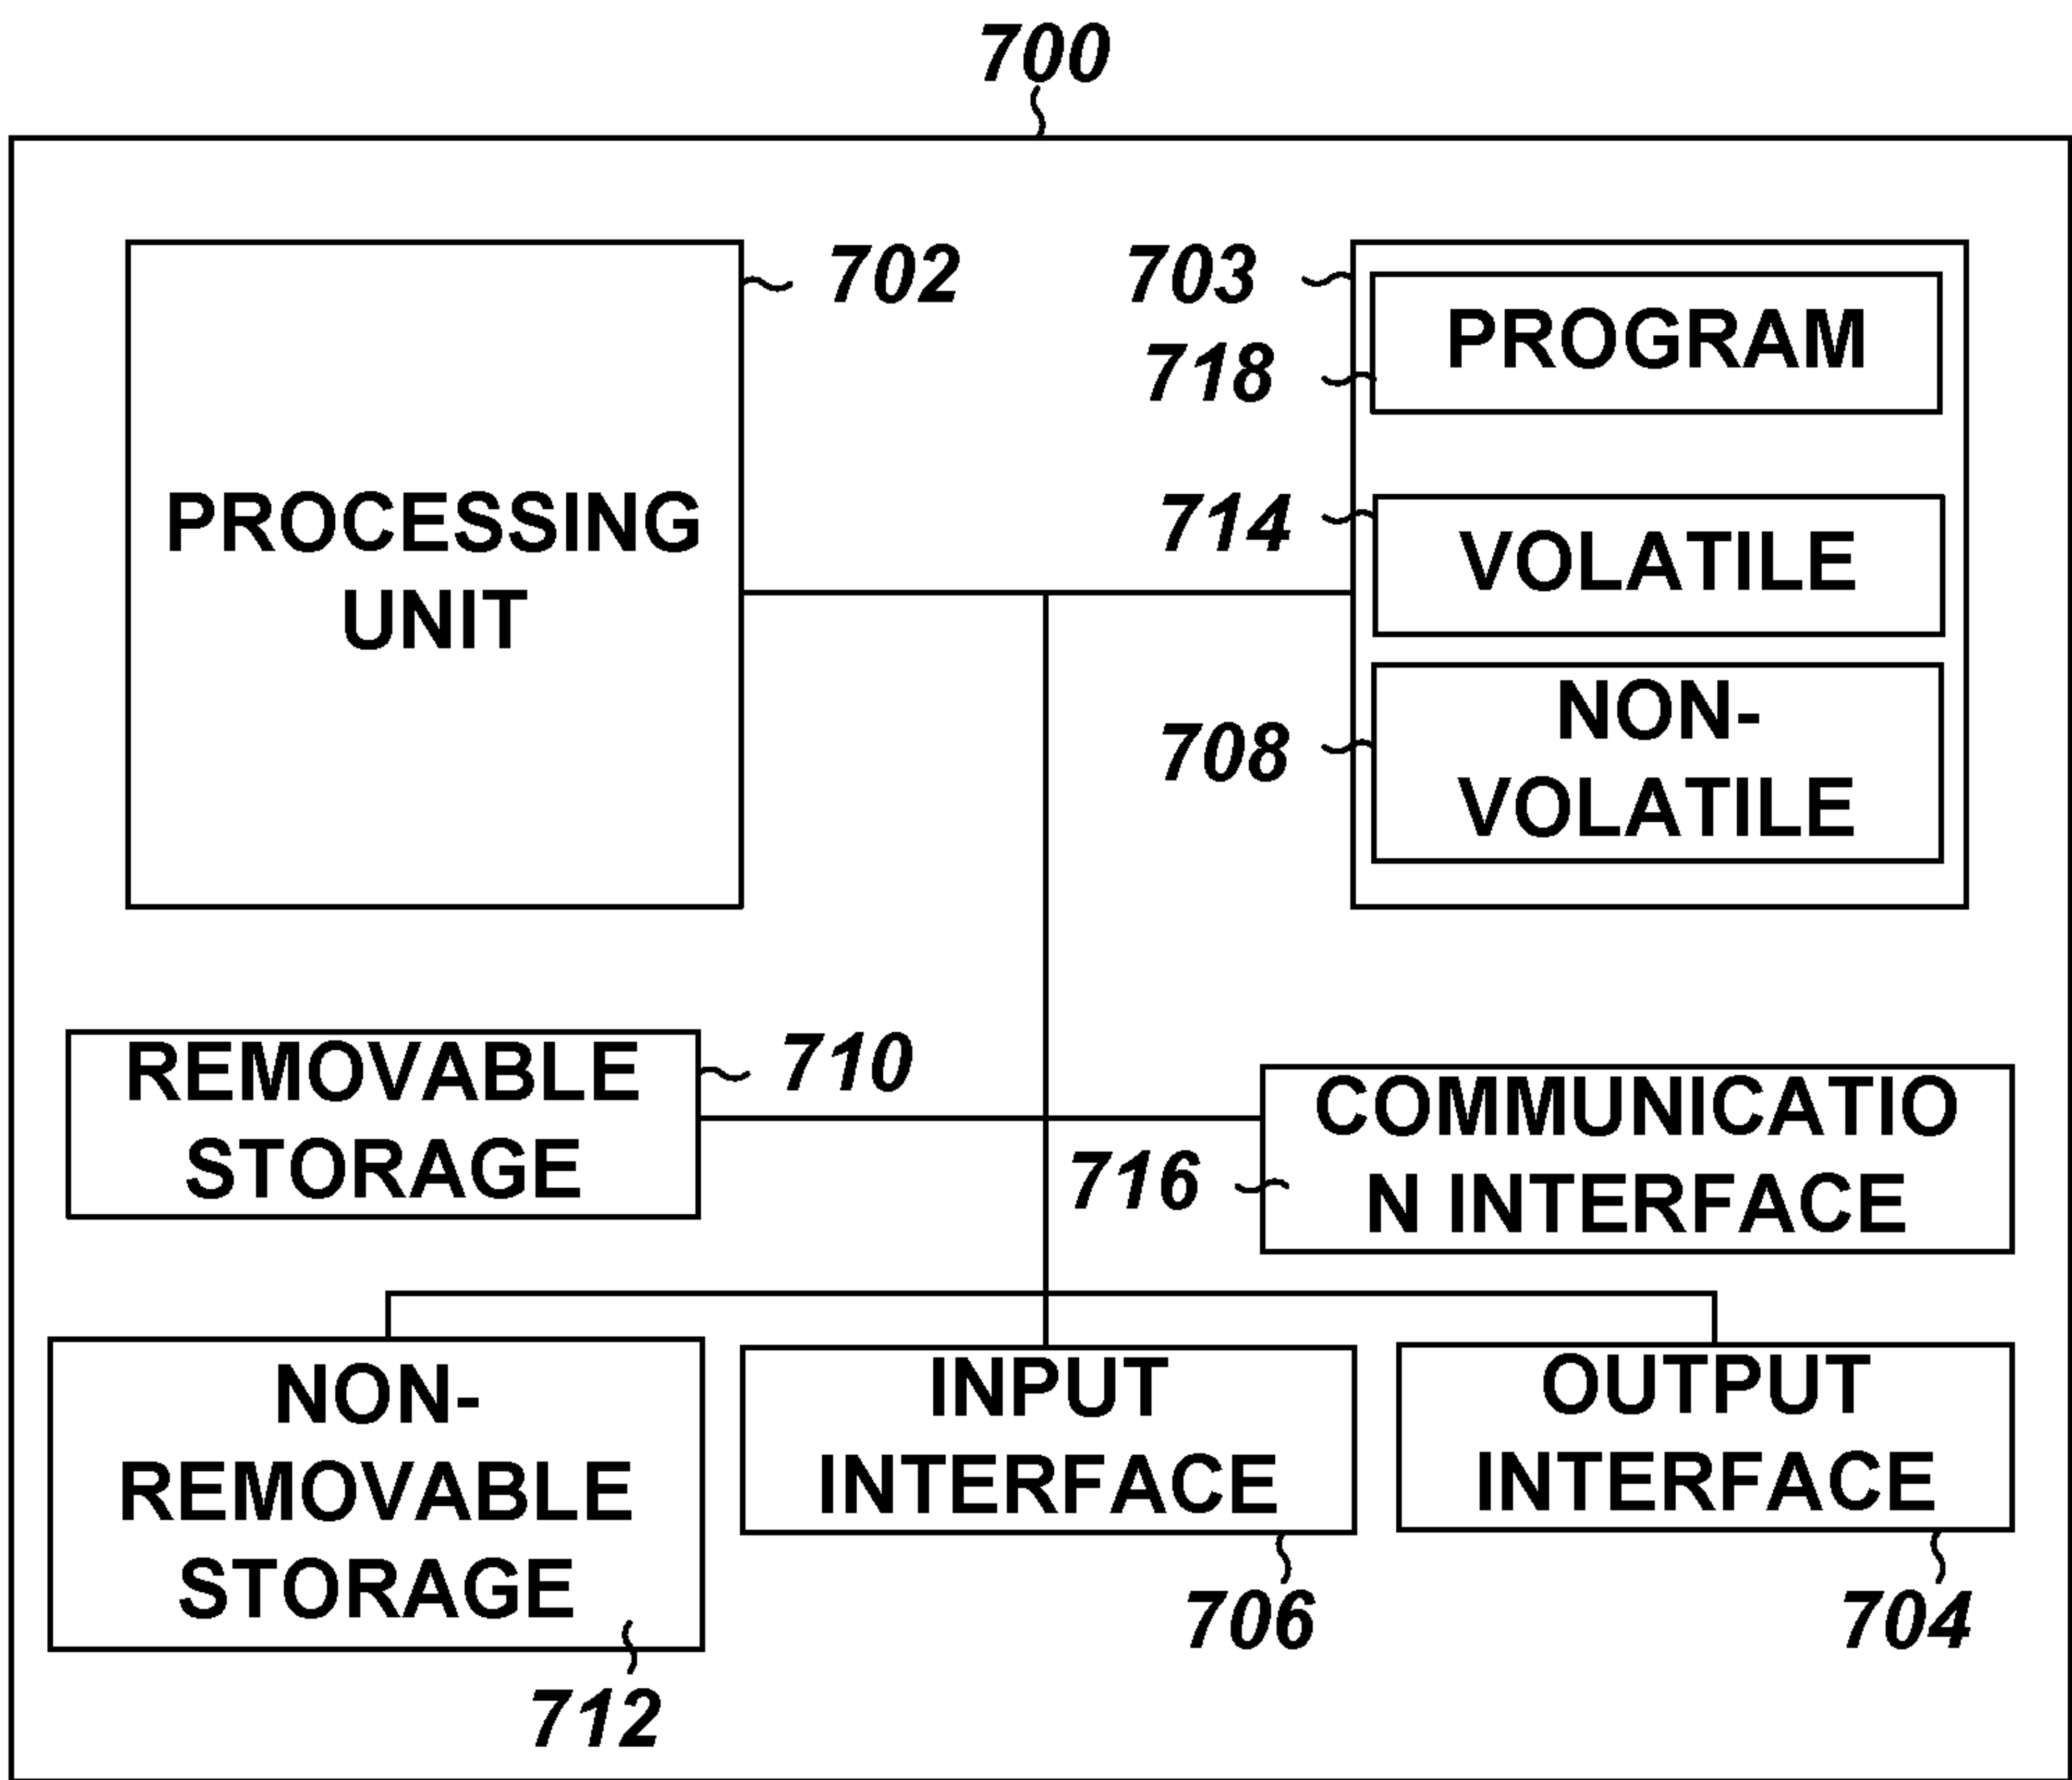 700
702
703
PROGRAM
718
PROCESSING
UNIT
714
VOLATILE
708
NON-
VOLATILE
REMOVABLE
STORAGE
710
COMMUNICATIO
N INTERFACE
716
NON-
REMOVABLE
STORAGE
712
INPUT
INTERFACE
706
OUTPUT
INTERFACE
704